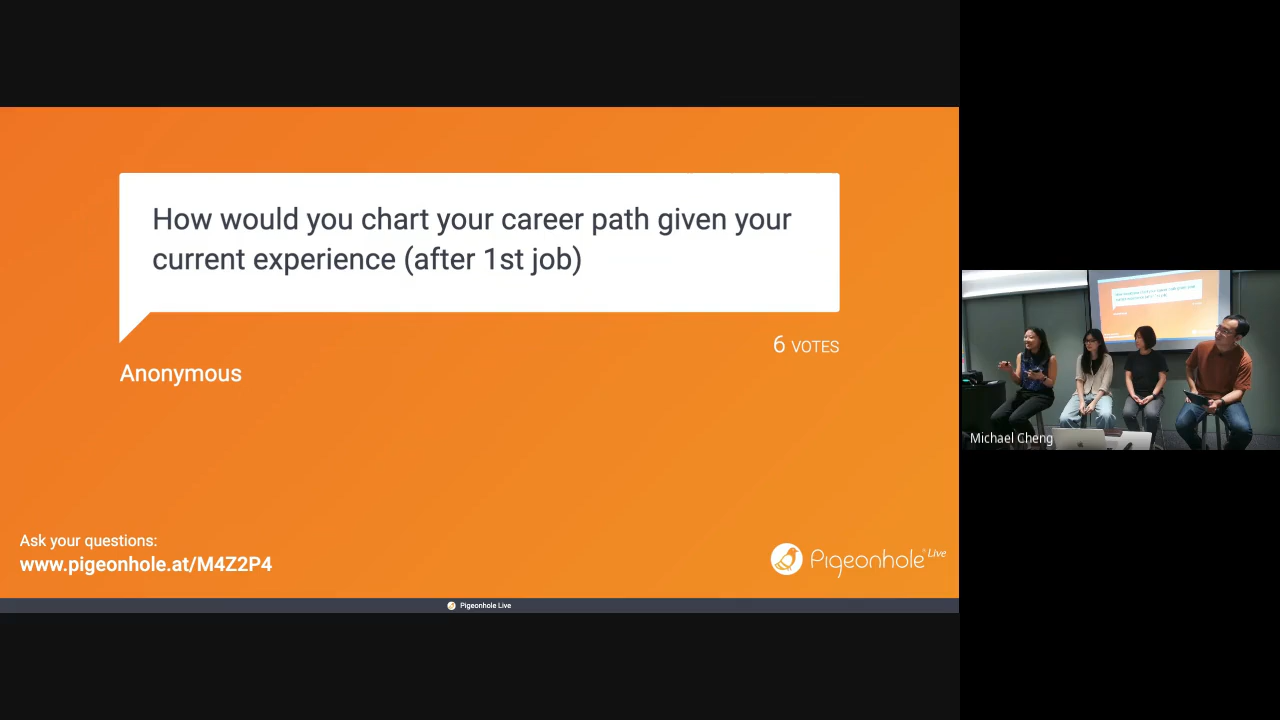 How would you chart your career path given your
current experience (after 1st job)
6 VOTES
Anonymous
Ask your questions:
www.pigeonhole.at/M4Z2P4
Pigeonhole Live
Pigeonhole Live
Michael Cheng